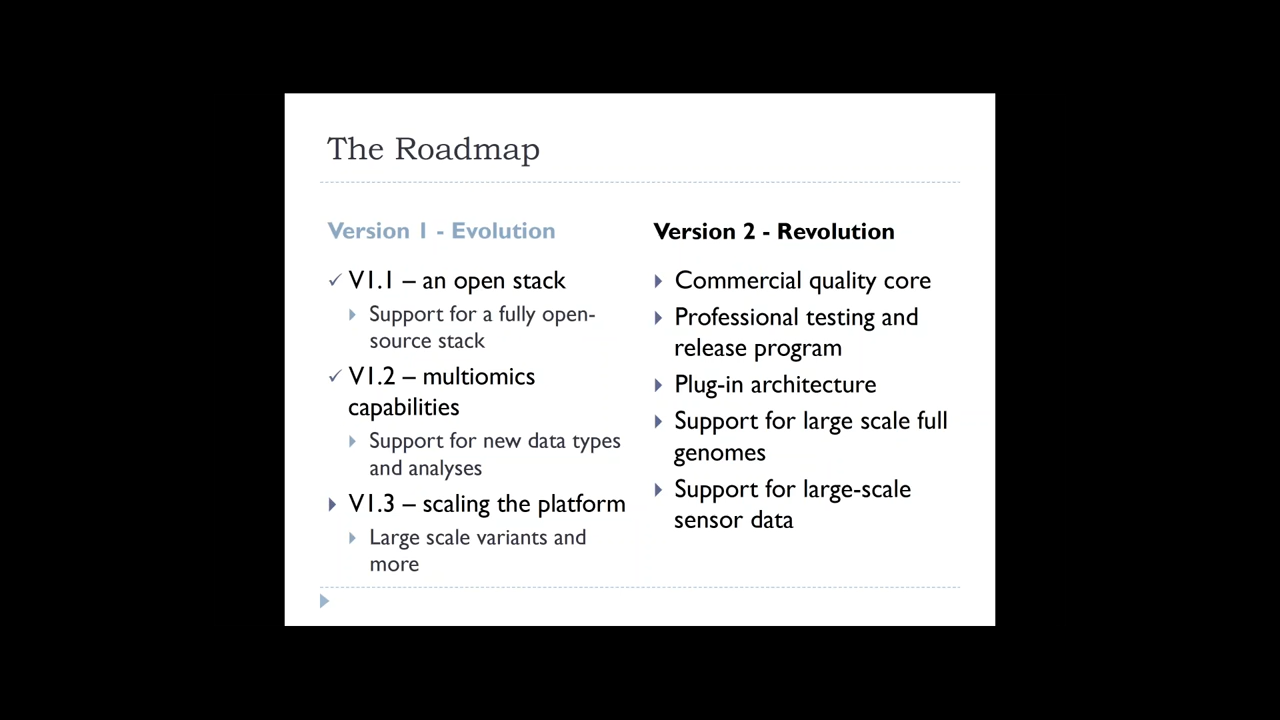 The Roadmap
Version 1 - Evolution
V1.1 – an open stack
Support for a fully open-
source stack
V1.2 – multiomics
capabilities
Support for new data types
and analyses
V1.3 – scaling the platform
Large scale variants and
more
Version 2 - Revolution
Commercial quality core
Professional testing and
release program
Plug-in architecture
Support for large scale full
genomes
Support for large-scale
sensor data